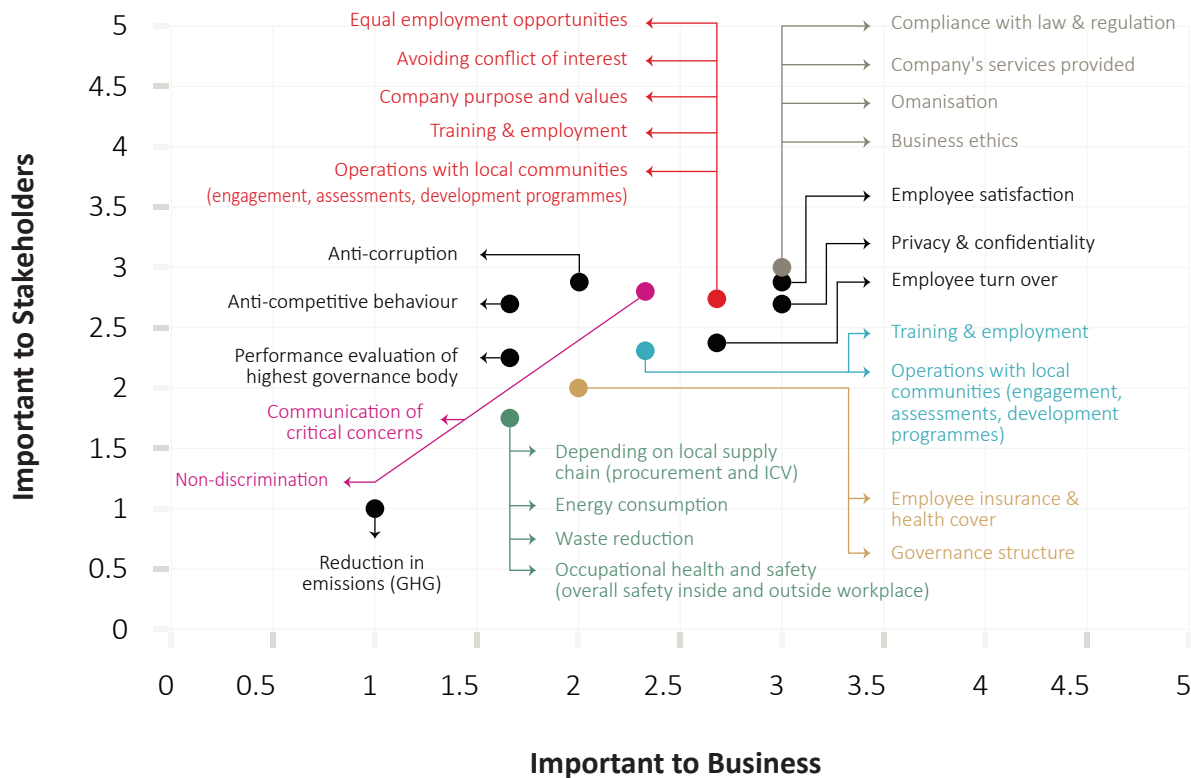 Important to Stakeholders
5
4.5
4
3.5
3
2.5
2
1.5
1
0.5
0
Equal employment opportunities
Avoiding conflict of interest
Company purpose and values
Training & employment
Operations with local communities
(engagement, assessments, development programmes)
Anti-corruption
Anti-competitive behaviour
Performance evaluation of
highest governance body
Communication of
critical concerns
Non-discrimination
Reduction in
emissions (GHG)
Depending on local supply
chain (procurement and ICV)
Energy consumption
Waste reduction
Occupational health and safety
(overall safety inside and outside workplace)
Compliance with law & regulation
Company's services provided
Omanisation
Business ethics
Employee satisfaction
Privacy & confidentiality
Employee turn over
Training & employment
Operations with local
communities (engagement,
assessments, development
programmes)
Employee insurance &
health cover
Governance structure
0 0.5 1 1.5 2 2.5 3 3.5 4 4.5 5
Important to Business